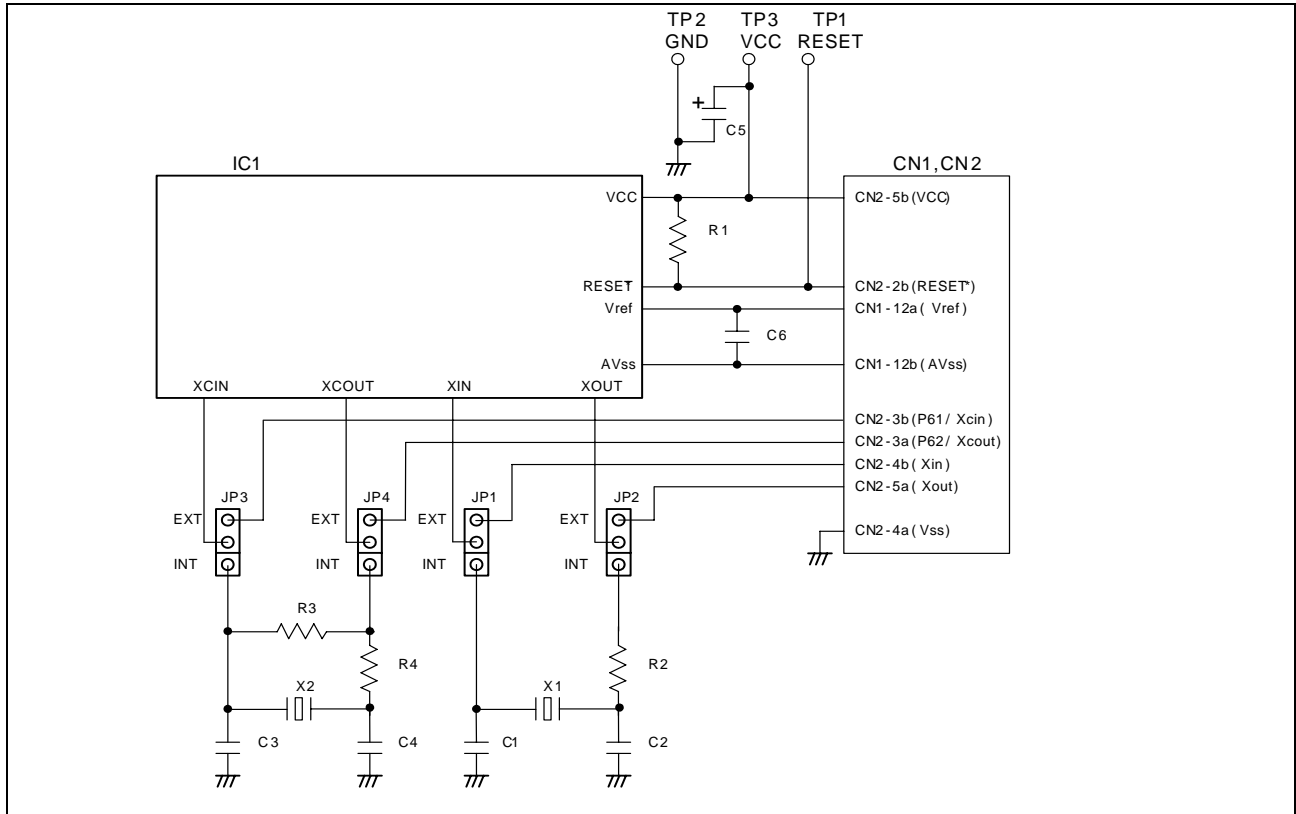 TP2 TP3 TP1
GND VCC RESET
+
C5
IC1 CN1,CN2
VCC CN2-5b(VCC)
R1
RESET CN2-2b(RESET*)
Vref CN1-12a( Vref)
C6
AVss CN1-12b(AVss)
XCIN XCOUT XIN XOUT
CN2-3b(P61/ Xcin)
CN2-3a(P62/ Xcout)
CN2-4b( Xin)
CN2-5a( Xout)
JP3 JP4 JP1 JP2
EXT EXT EXT EXT
CN2-4a( Vss)
INT INT INT INT
R3
R4 R2
X2 X1
C3 C4 C1 C2